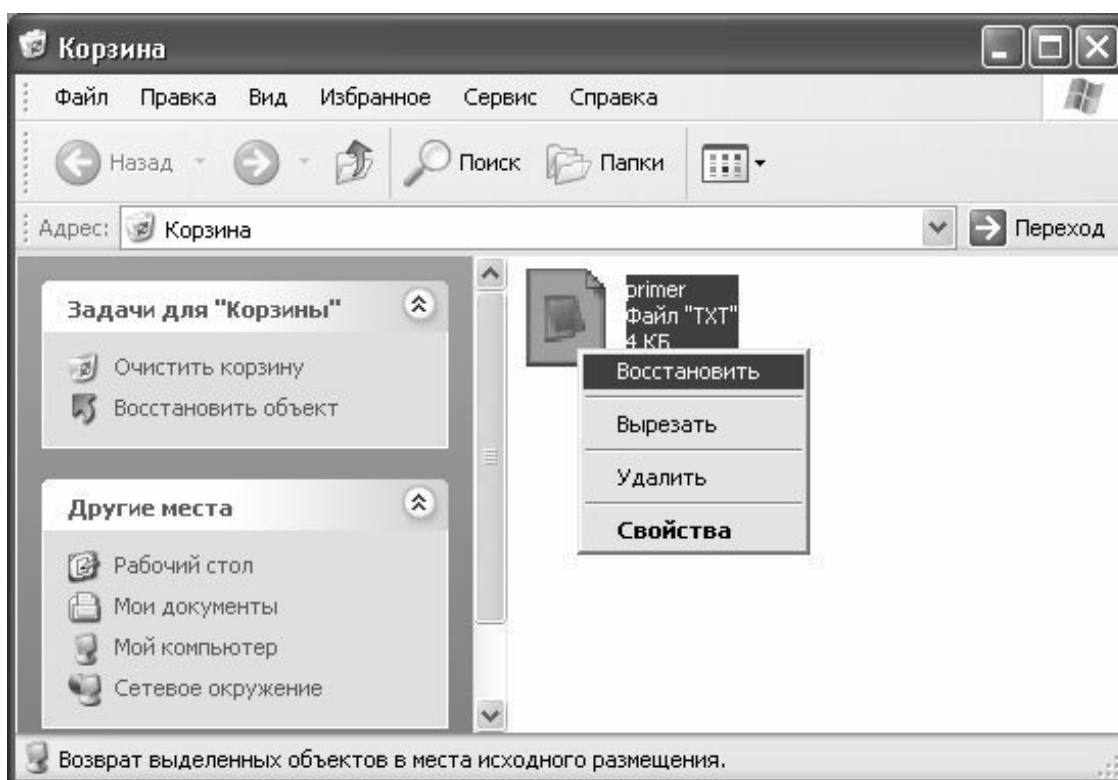 Корзина
Файл Правка Вид Избранное Сервис Справка
Назад Поиск Папки
Адрес: Корзина Переход
Задачи для "Корзины"
Очистить корзину
Восстановить объект
Другие места
Рабочий стол
Мои документы
Мой компьютер
Сетевое окружение
primer
Файл "TXT"
4 КБ
Восстановить
Вырезать
Удалить
Свойства
Возврат выделенных объектов в места исходного размещения.